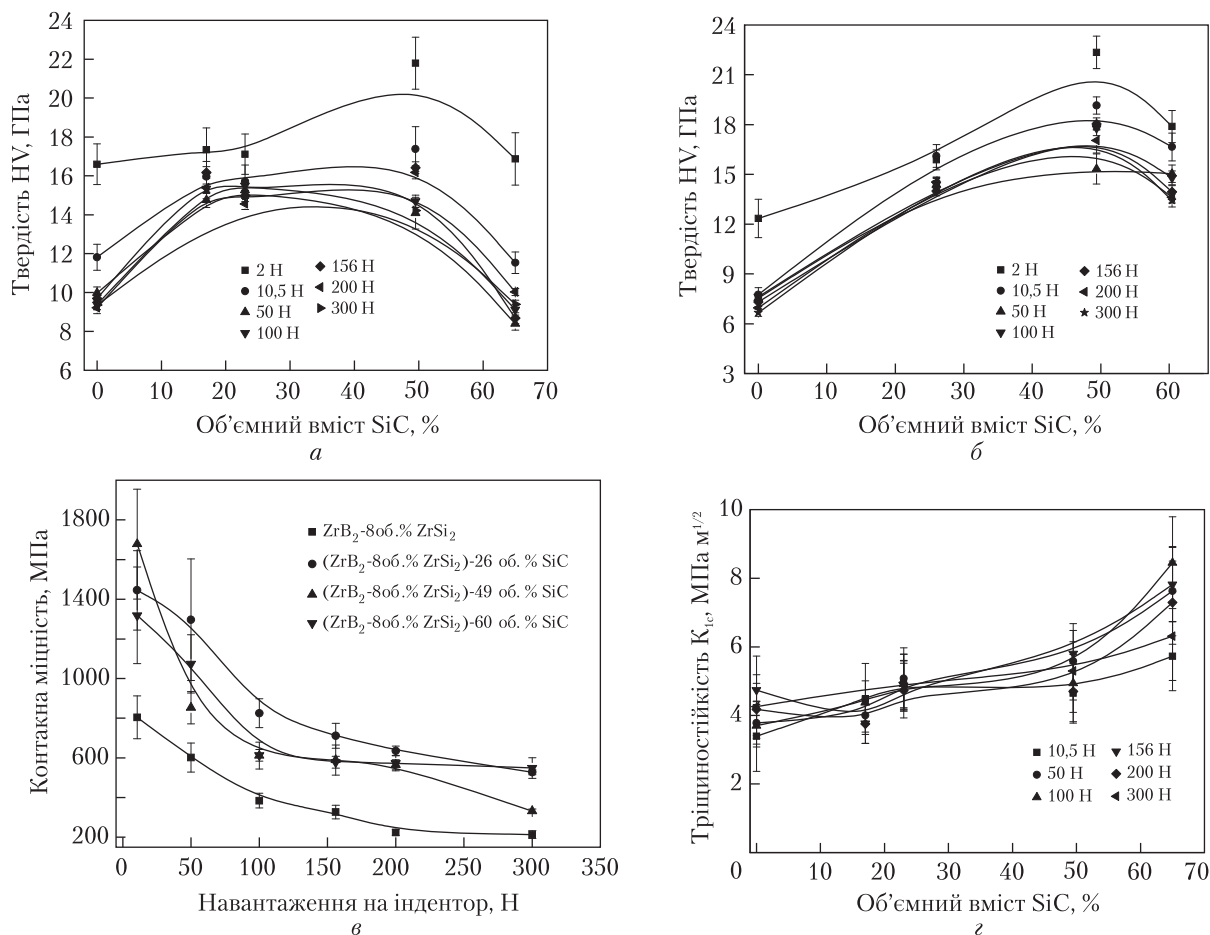 Твердість HV, ГПа
24
22
20
18
16
14
12
10
8
6
2 Н
10,5 Н
50 Н
100 Н
156 Н
200 Н
300 Н
0 10 20 30 40 50 60 70
Об’ємний вміст SiC, %
а
Твердість HV, ГПа
24
21
18
15
12
9
6
3
2 Н
10,5 Н
50 Н
100 Н
156 Н
200 Н
300 Н
0 10 20 30 40 50 60
Об’ємний вміст SiC, %
б
Контакна міцність, МПа
1800
1400
1000
600
200
ZrB₂-8об.% ZrSi₂
(ZrB₂-8об.% ZrSi₂)-26 об. % SiC
(ZrB₂-8об.% ZrSi₂)-49 об. % SiC
(ZrB₂-8об.% ZrSi₂)-60 об. % SiC
0 50 100 150 200 250 300 350
Навантаження на індентор, Н
в
Тріщиностійкість К₁c, МПа м^1/2
10
8
6
4
2
10,5 Н
50 Н
100 Н
156 Н
200 Н
300 Н
0 10 20 30 40 50 60 70
Об’ємний вміст SiC, %
г